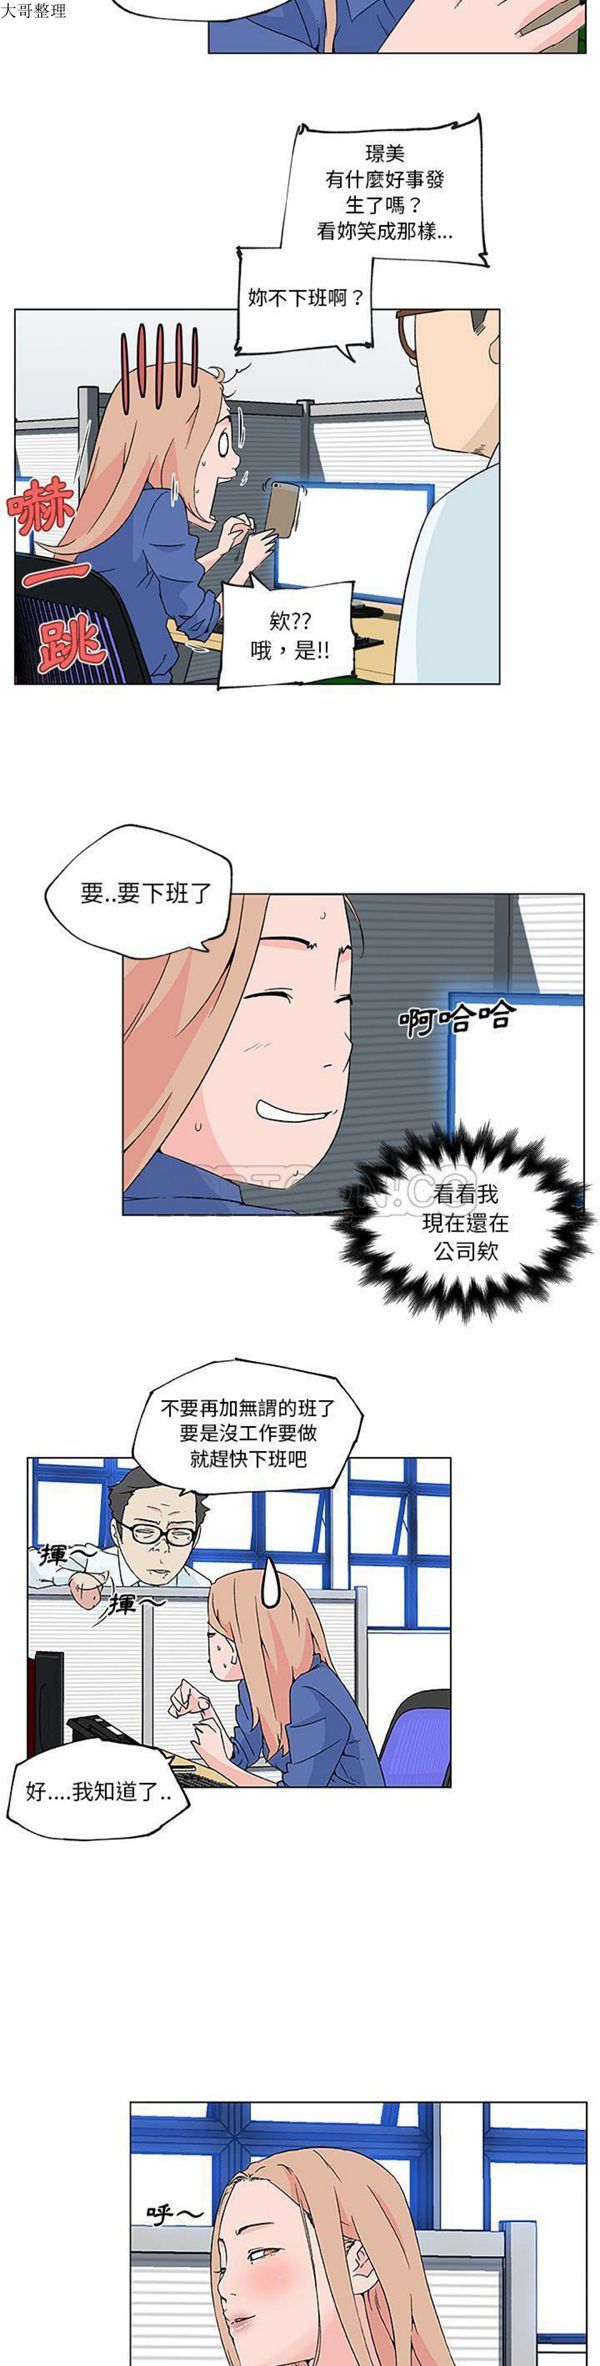 大哥整理
璟美
有什麼好事發
生了嗎？
看妳笑成那樣...
妳不下班啊？
嚇一跳
欸??
哦，是!!
要..要下班了
啊哈哈
看看我
現在還在
公司欸
不要再加無謂的班了
要是沒工作要做
就趕快下班吧
揮～
揮～
好....我知道了..
呼～